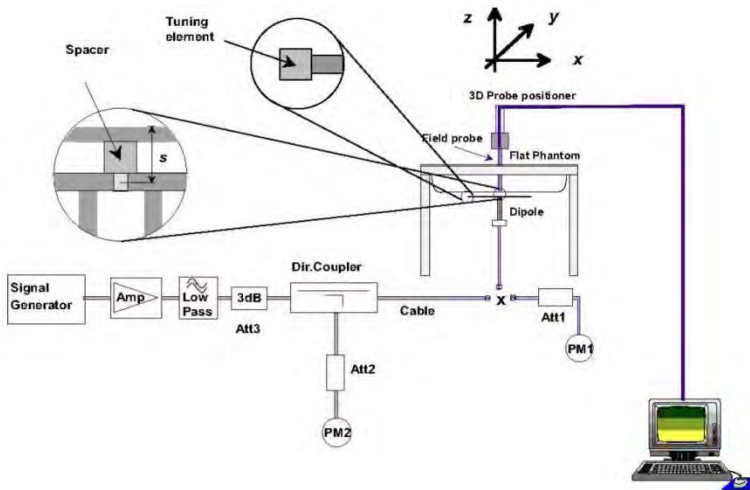 Tuning
element
Spacer
s
z
y
x
3D Probe positioner
Field probe
Flat Phantom
Dipole
Signal
Generator
Amp
Low
Pass
3dB
Att3
Dir.Coupler
Cable
x
Att1
PM1
Att2
PM2